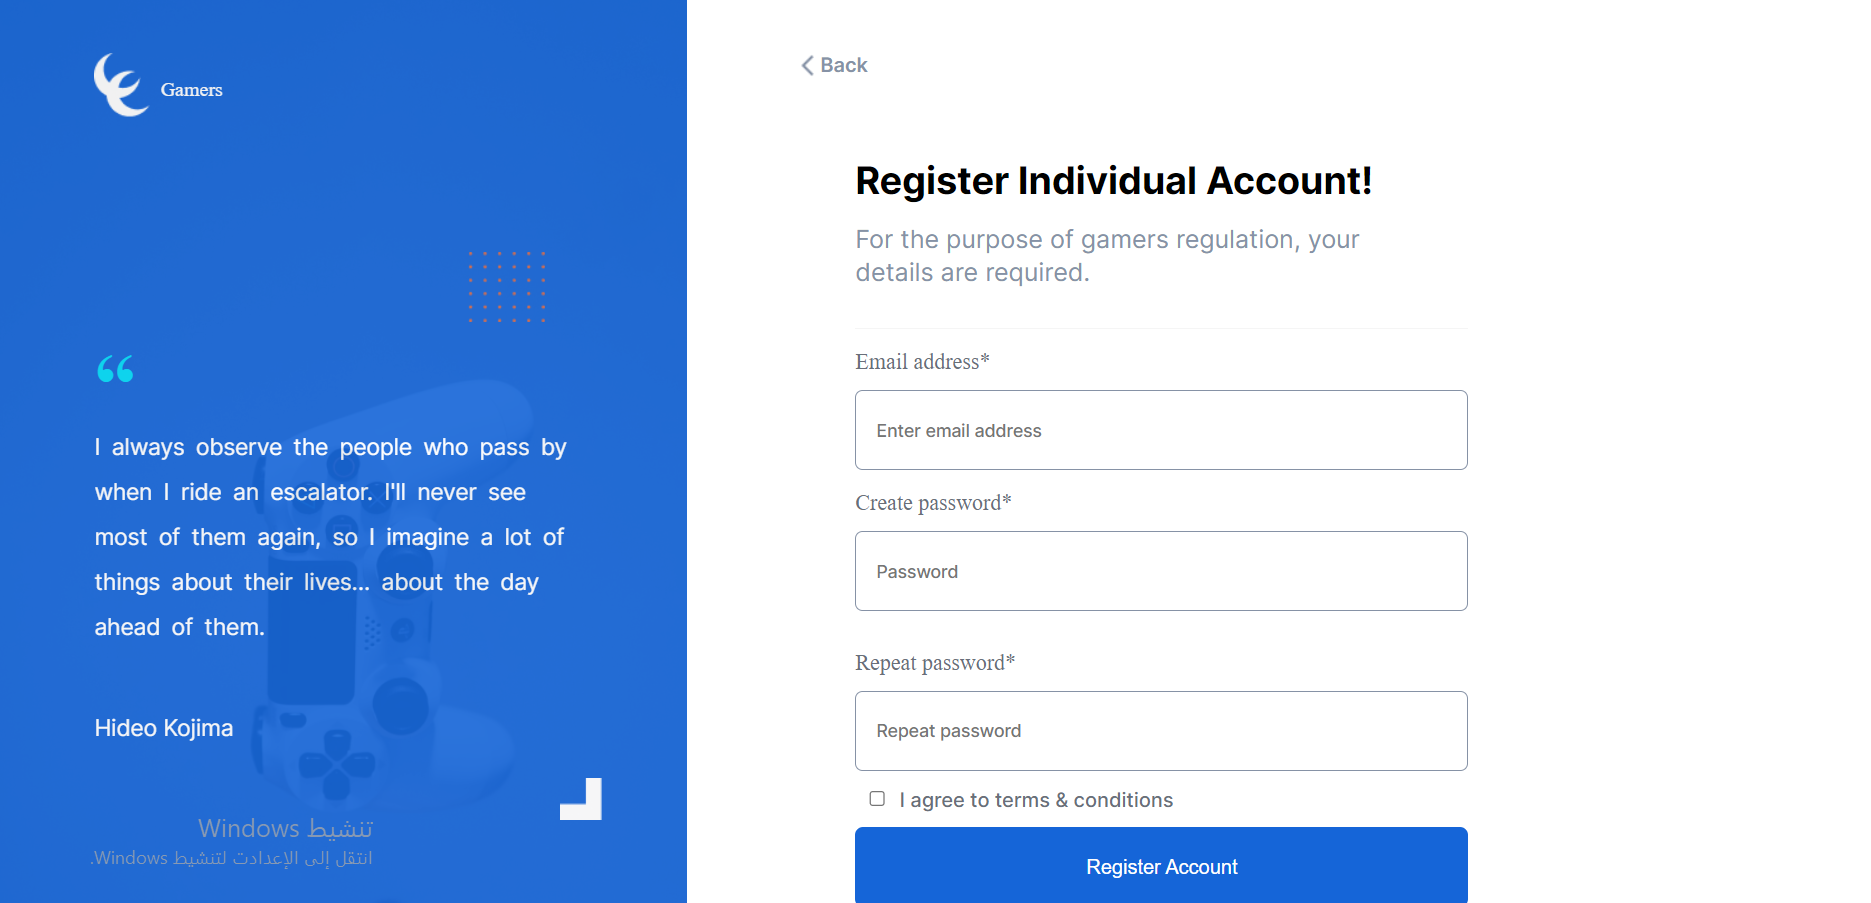 Gamers
“
I always observe the people who pass by
when I ride an escalator. I'll never see
most of them again, so I imagine a lot of
things about their lives... about the day
ahead of them.
Hideo Kojima
تنشيط Windows
انتقل إلى الإعدادت لتنشيط Windows.
Back
Register Individual Account!
For the purpose of gamers regulation, your
details are required.
Email address*
Enter email address
Create password*
Password
Repeat password*
Repeat password
I agree to terms & conditions
Register Account